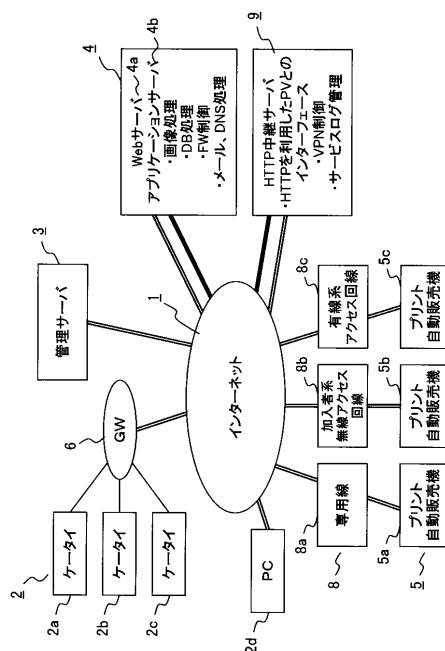 2
2a
ケータイ
2b
ケータイ
2c
ケータイ
6
GW
3
管理サーバ
4
Webサーバ～4a
アプリケーションサーバ～4b
・画像処理
・DB処理
・FW制御
・メール、DNS処理
9
HTTP中継サーバ
・HTTPを利用したPVとの
インターフェース
・VPN制御
・サービスログ管理
1
インターネット
2d
PC
8
8a
専用線
8b
加入者系
無線アクセス
回線
8c
有線系
アクセス回線
5
5a
プリント
自動販売機
5b
プリント
自動販売機
5c
プリント
自動販売機